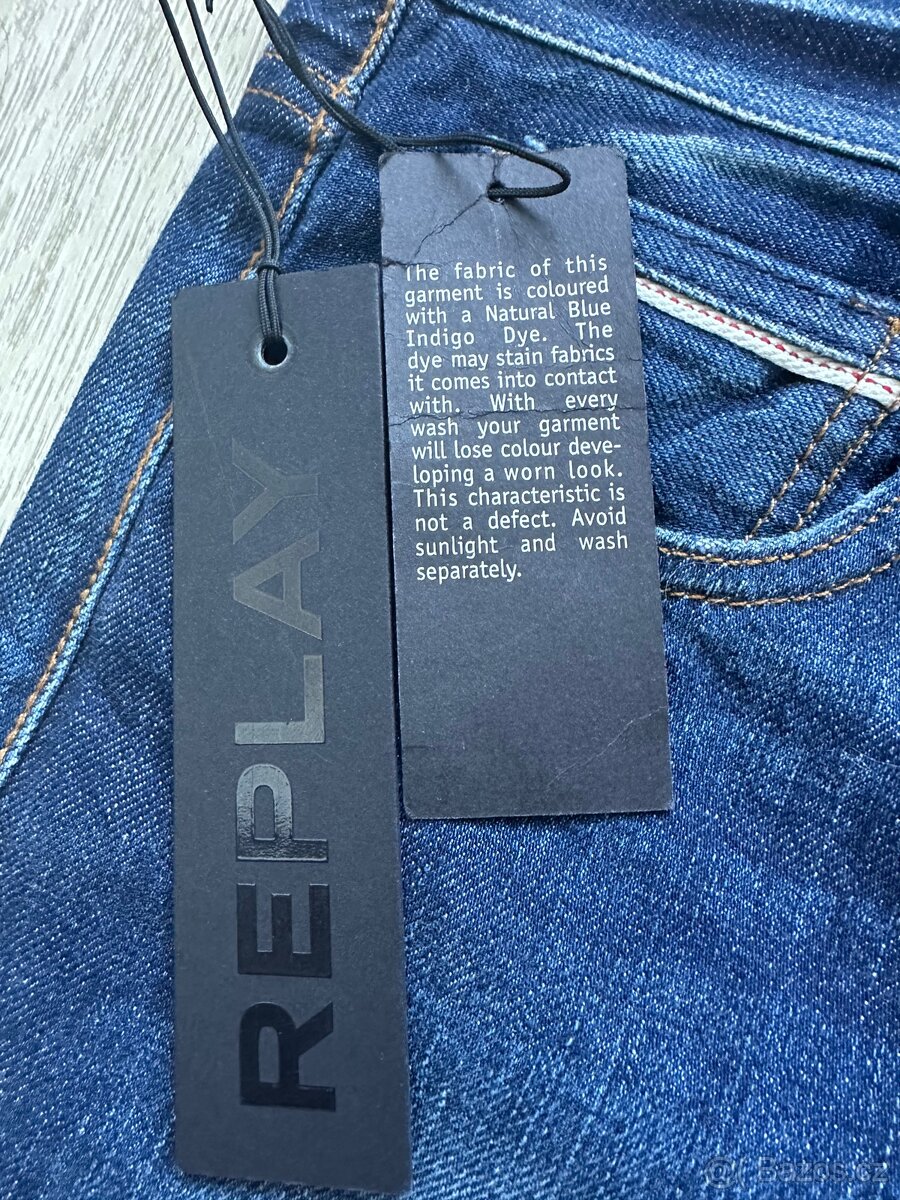 REPLAY
The fabric of this
garment is coloured
with a Natural Blue
Indigo Dye. The
dye may stain fabrics
it comes into contact
with. With every
wash your garment
will lose colour deve-
loping a worn look.
This characteristic is
not a defect. Avoid
sunlight and wash
separately.
Bazos.cz